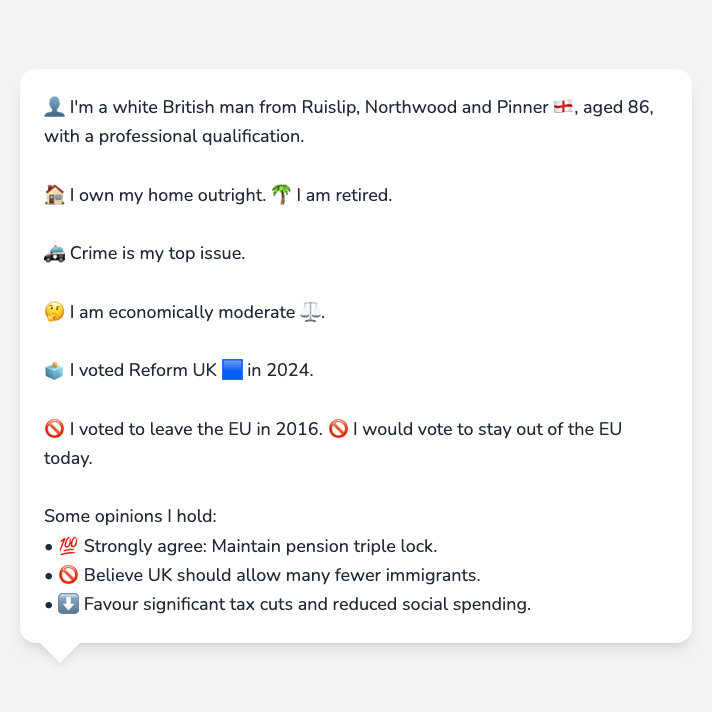 👤 I'm a white British man from Ruislip, Northwood and Pinner 🏴󠁧󠁢󠁥󠁮󠁧󠁿, aged 86,
with a professional qualification.
🏠 I own my home outright. 🌴 I am retired.
🚓 Crime is my top issue.
🤔 I am economically moderate ⚖️.
🗳️ I voted Reform UK 🟦 in 2024.
🚫 I voted to leave the EU in 2016. 🚫 I would vote to stay out of the EU
today.
Some opinions I hold:
• 💯 Strongly agree: Maintain pension triple lock.
• 🚫 Believe UK should allow many fewer immigrants.
• ⬇️ Favour significant tax cuts and reduced social spending.